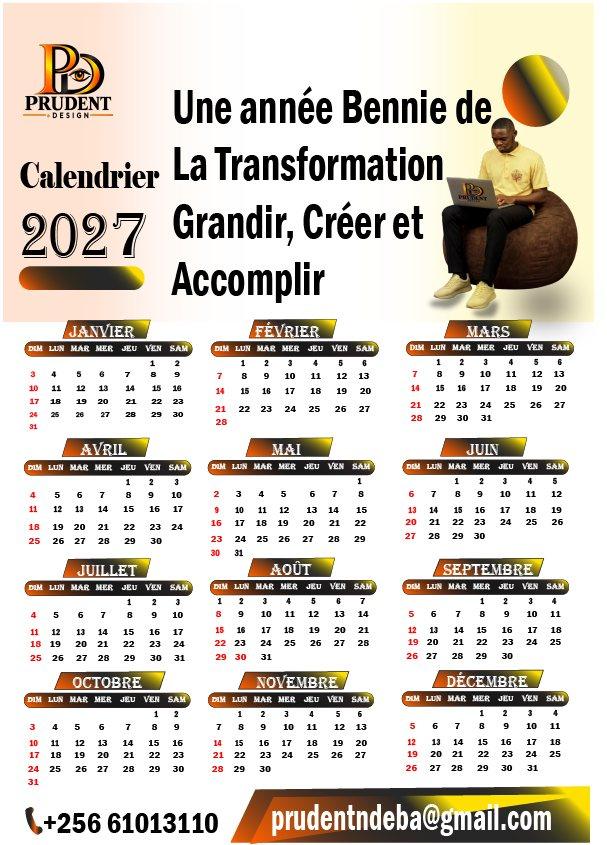 PD
PRUDENT
DESIGN
Calendrier
2027
Une année Bennie de
La Transformation
Grandir, Créer et
Accomplir
PD
PRUDENT
JANVIER
DIM LUN MAR MER JEU VEN SAM
1 2
3 4 5 6 7 8 9
10 11 12 13 14 15 16
17 18 19 20 21 22 23
24 25 26 27 28 29 30
31
FÉVRIER
DIM LUN MAR MER JEU VEN SAM
1 2 3 4 5 6
7 8 9 10 11 12 13
14 15 16 17 18 19 20
21 22 23 24 25 26 27
28
MARS
DIM LUN MAR MER JEU VEN SAM
1 2 3 4 5 6
7 8 9 10 11 12 13
14 15 16 17 18 19 20
21 22 23 24 25 26 27
28 29 30 31
AVRIL
DIM LUN MAR MER JEU VEN SAM
1 2 3
4 5 6 7 8 9 10
11 12 13 14 15 16 17
18 19 20 21 22 23 24
25 26 27 28 29 30
MAI
DIM LUN MAR MER JEU VEN SAM
1
2 3 4 5 6 7 8
9 10 11 12 13 14 15
16 17 18 19 20 21 22
23 24 25 26 27 28 29
30 31
JUIN
DIM LUN MAR MER JEU VEN SAM
1 2 3 4 5
6 7 8 9 10 11 12
13 14 15 16 17 18 19
20 21 22 23 24 25 26
27 28 29 30
JUILLET
DIM LUN MAR MER JEU VEN SAM
1 2 3
4 5 6 7 8 9 10
11 12 13 14 15 16 17
18 19 20 21 22 23 24
25 26 27 28 29 30 31
AOÛT
DIM LUN MAR MER JEU VEN SAM
1 2 3 4 5 6 7
8 9 10 11 12 13 14
15 16 17 18 19 20 21
22 23 24 25 26 27 28
29 30 31
SEPTEMBRE
DIM LUN MAR MER JEU VEN SAM
1 2 3 4
5 6 7 8 9 10 11
12 13 14 15 16 17 18
19 20 21 22 23 24 25
26 27 28 29 30
OCTOBRE
DIM LUN MAR MER JEU VEN SAM
1 2
3 4 5 6 7 8 9
10 11 12 13 14 15 16
17 18 19 20 21 22 23
24 25 26 27 28 29 30
31
NOVEMBRE
DIM LUN MAR MER JEU VEN SAM
1 2 3 4 5 6
7 8 9 10 11 12 13
14 15 16 17 18 19 20
21 22 23 24 25 26 27
28 29 30
DÉCEMBRE
DIM LUN MAR MER JEU VEN SAM
1 2 3 4
5 6 7 8 9 10 11
12 13 14 15 16 17 18
19 20 21 22 23 24 25
26 27 28 29 30 31
+256 61013110
prudentndeba@gmail.com